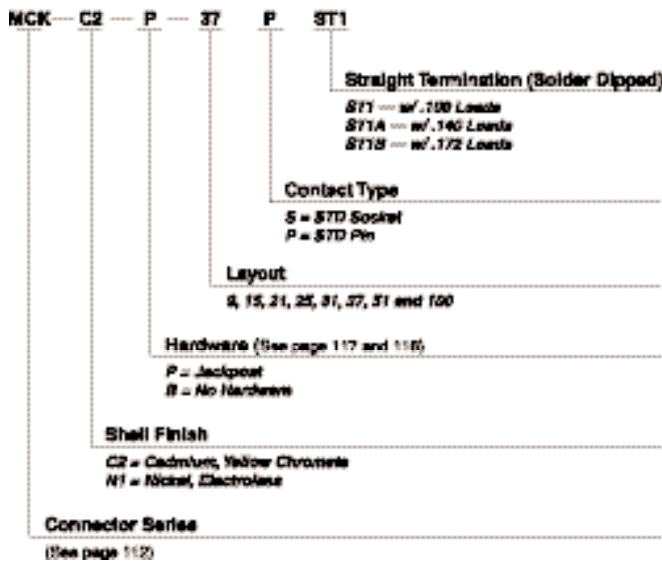 MCK C2 P 37 P ST1
Straight Termination (Solder Dipped)
ST1 — w/ .109 Leads
ST1A — w/ .140 Leads
ST1B — w/ .172 Leads
Contact Type
S = STD Socket
P = STD Pin
Layout
9, 15, 21, 25, 31, 37, 51 and 100
Hardware (See page 117 and 118)
P = Jackpost
B = No Hardware
Shell Finish
C2 = Cadmium, Yellow Chromate
N1 = Nickel, Electroless
Connector Series
(See page 112)